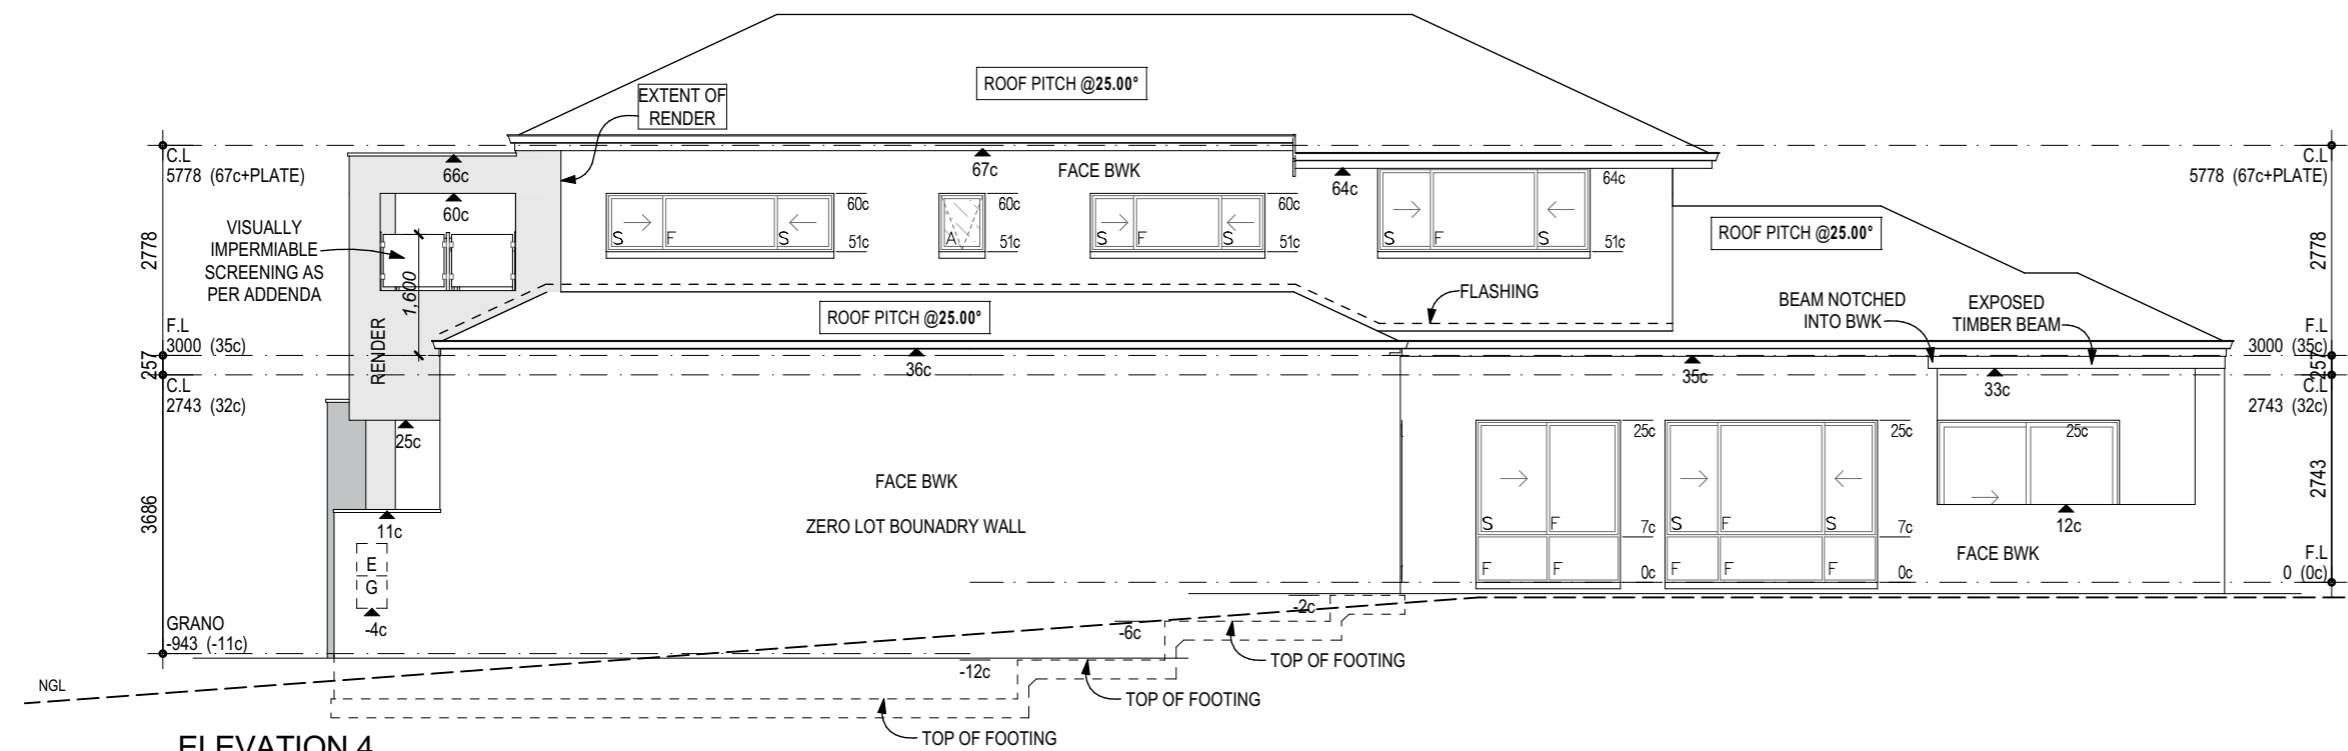 ROOF PITCH @25.00°
EXTENT OF
RENDER
C.L
5778 (67c+PLATE)
66c
67c
FACE BWK
64c
64c
C.L
5778 (67c+PLATE)
60c
60c
60c
60c
VISUALLY
IMPERMIABLE
SCREENING AS
PER ADDENDA
1,600
2778
S
F
S
A
S
F
S
S
F
S
51c
51c
51c
51c
ROOF PITCH @25.00°
2778
FLASHING
ROOF PITCH @25.00°
BEAM NOTCHED
INTO BWK
EXPOSED
TIMBER BEAM
F.L
3000 (35c)
F.L
3000 (35c)
RENDER
257
257
36c
35c
33c
C.L
2743 (32c)
C.L
2743 (32c)
25c
25c
25c
25c
FACE BWK
ZERO LOT BOUNADRY WALL
3686
2743
11c
S
F
7c
S
F
S
7c
12c
FACE BWK
E
G
-4c
F
F
0c
F
F
F
0c
F.L
0 (0c)
GRANO
-943 (-11c)
-2c
-6c
-12c
TOP OF FOOTING
TOP OF FOOTING
TOP OF FOOTING
NGL
ELEVATION 4